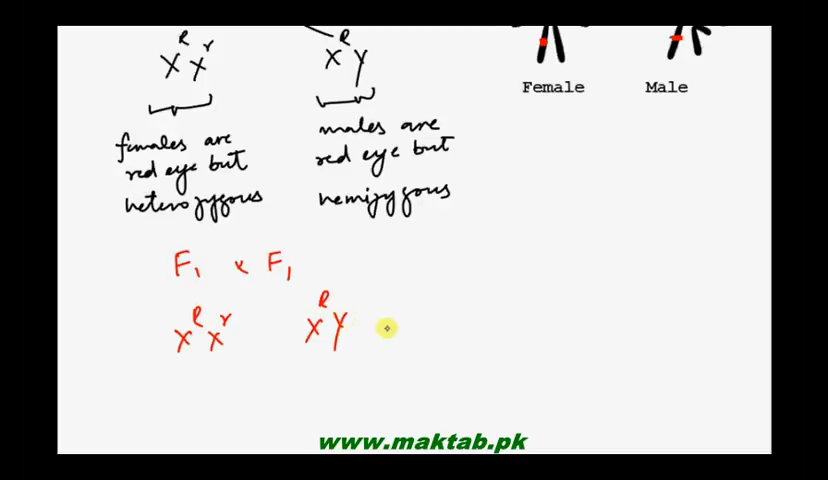 X^R X^r
X^R Y
Female
Male
females are
red eye but
heterozygous
males are
red eye but
hemizygous
F₁ x F₁
X^R X^r
X^R Y
www.maktab.pk